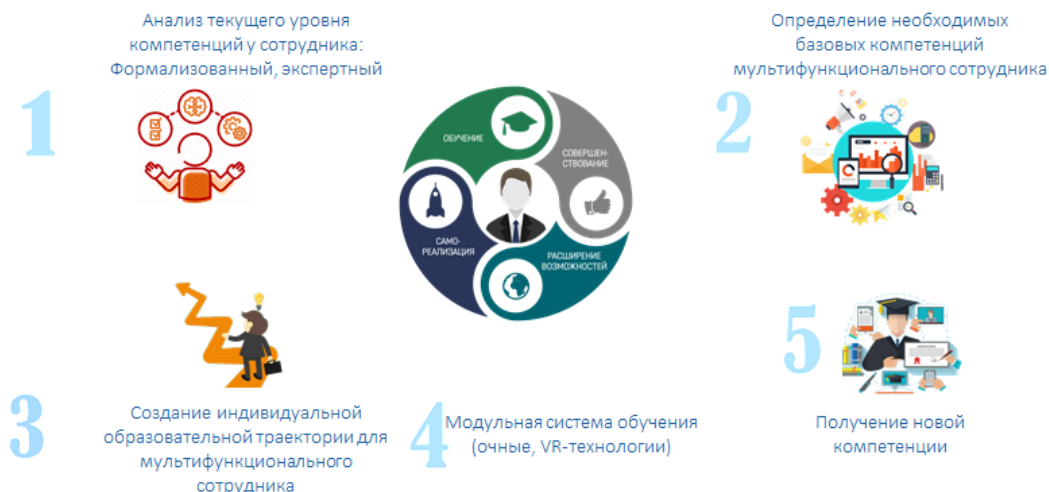 1
Анализ текущего уровня
компетенций у сотрудника:
Формализованный, экспертный
2
Определение необходимых
базовых компетенций
мультифункционального сотрудника
ОБУЧЕНИЕ
СОВЕРШЕН-
СТВОВАНИЕ
САМО-
РЕАЛИЗАЦИЯ
РАСШИРЕНИЕ
ВОЗМОЖНОСТЕЙ
3
Создание индивидуальной
образовательной траектории для
мультифункционального
сотрудника
4
Модульная система обучения
(очные, VR-технологии)
5
Получение новой
компетенции